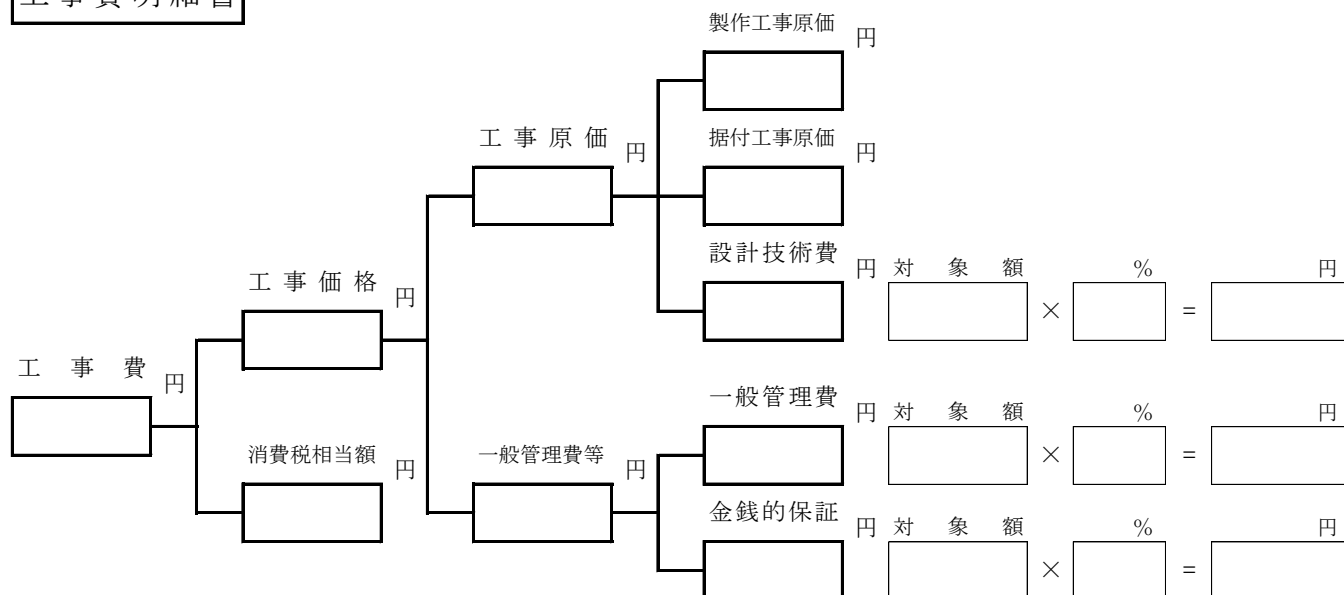 工事費明細書
製作工事原価 円
工事原価 円 据付工事原価 円
設計技術費 円 対象額 %  円
工事価格 円 × =
工事費 円
一般管理費 円 対象額 % 円
消費税相当額 円 一般管理費等 円 × =
金銭的保証 円 対象額 % 円
× =